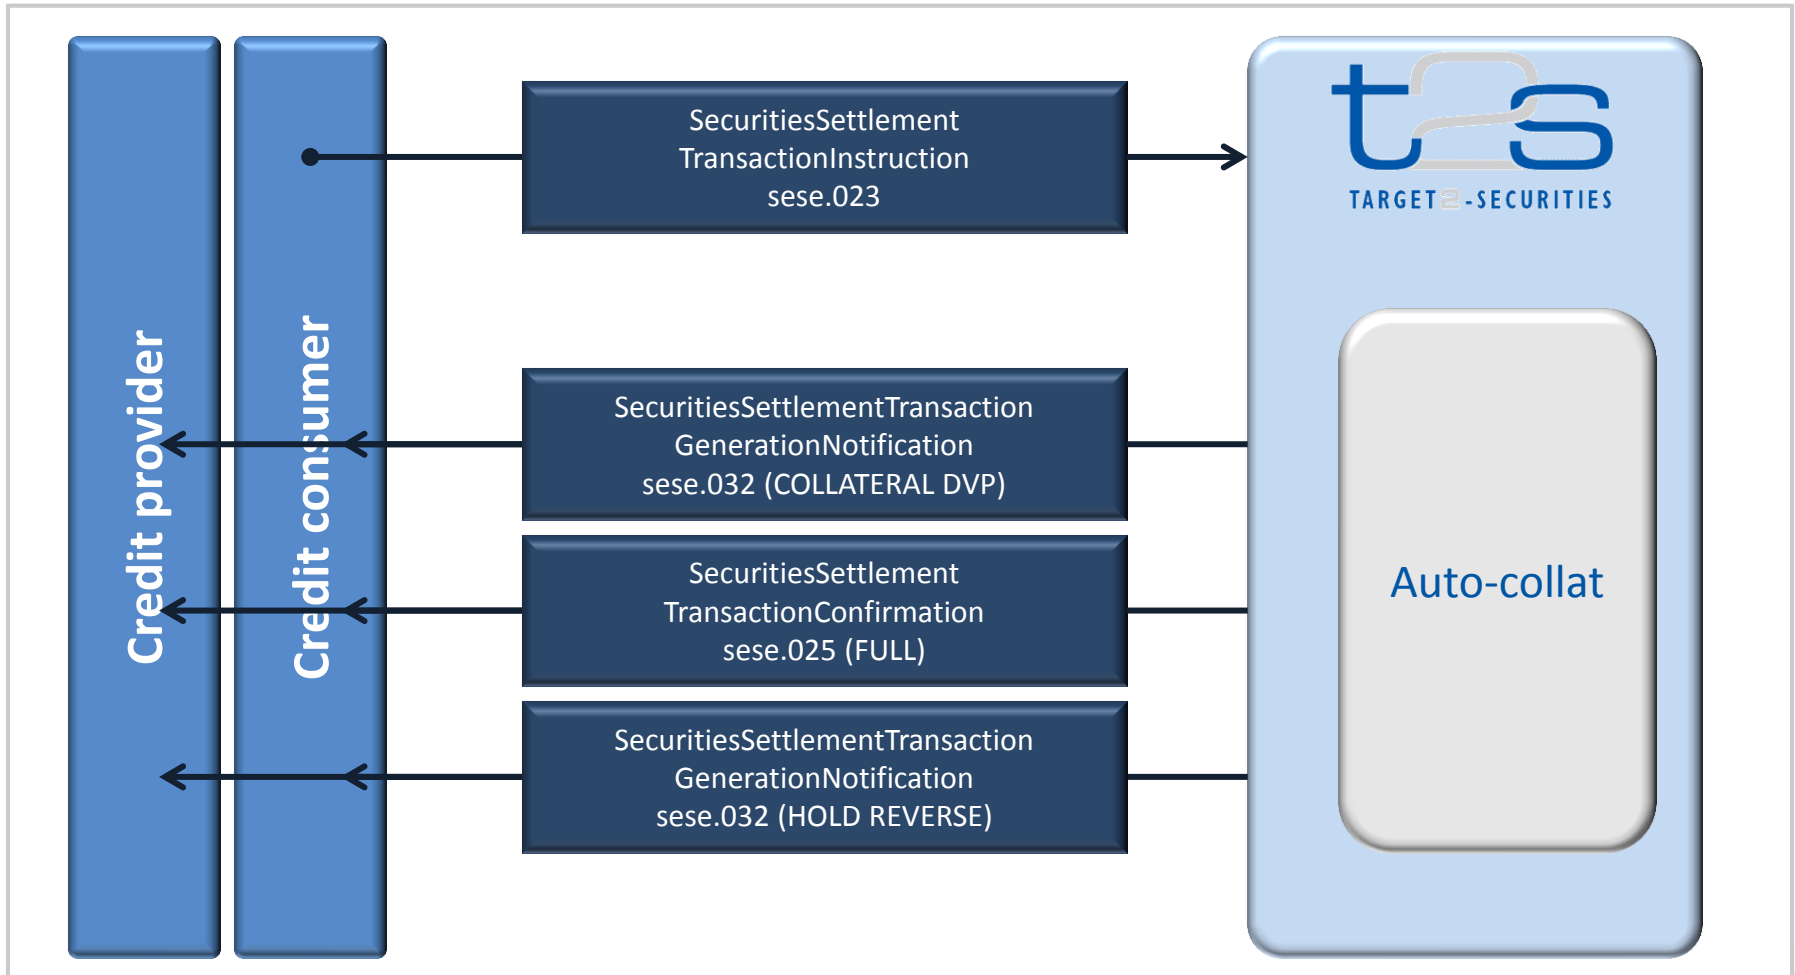 Credit provider
Credit consumer
SecuritiesSettlement
TransactionInstruction
sese.023
SecuritiesSettlementTransaction
GenerationNotification
sese.032 (COLLATERAL DVP)
SecuritiesSettlement
TransactionConfirmation
sese.025 (FULL)
SecuritiesSettlementTransaction
GenerationNotification
sese.032 (HOLD REVERSE)
t2s
TARGET2-SECURITIES
Auto-collat